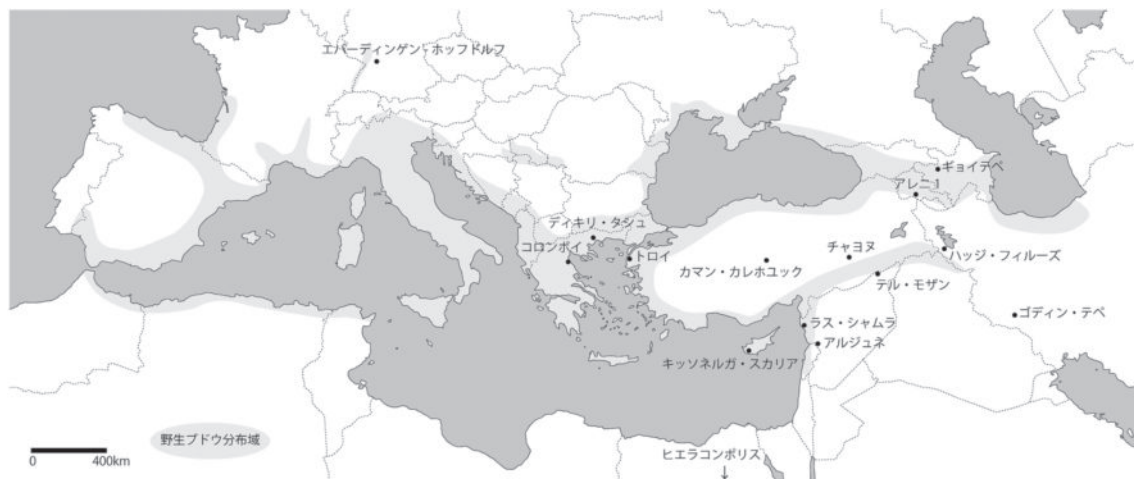 エバーディンゲン - ホッフドルフ
ギョイテペ
アレニ 1
ディキリ・タシュ
コロンボイ
トロイ
カマン・カレホユック
チャヨヌ
ハッジ・フィルーズ
テル・モザン
ゴディン・テペ
ラス・シャムラ
アルジュネ
キッソネルガ・スカリア
野生ブドウ分布域
0 400km
ヒエラコンポリス
↓